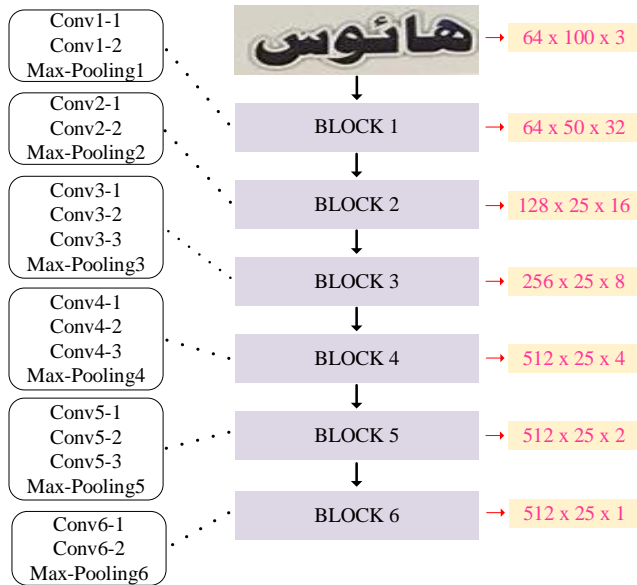 Conv1-1
Conv1-2
Max-Pooling1
هائوس
64 x 100 x 3
Conv2-1
Conv2-2
Max-Pooling2
BLOCK 1
64 x 50 x 32
Conv3-1
Conv3-2
Conv3-3
Max-Pooling3
BLOCK 2
128 x 25 x 16
BLOCK 3
256 x 25 x 8
Conv4-1
Conv4-2
Conv4-3
Max-Pooling4
BLOCK 4
512 x 25 x 4
Conv5-1
Conv5-2
Conv5-3
Max-Pooling5
BLOCK 5
512 x 25 x 2
Conv6-1
Conv6-2
Max-Pooling6
BLOCK 6
512 x 25 x 1